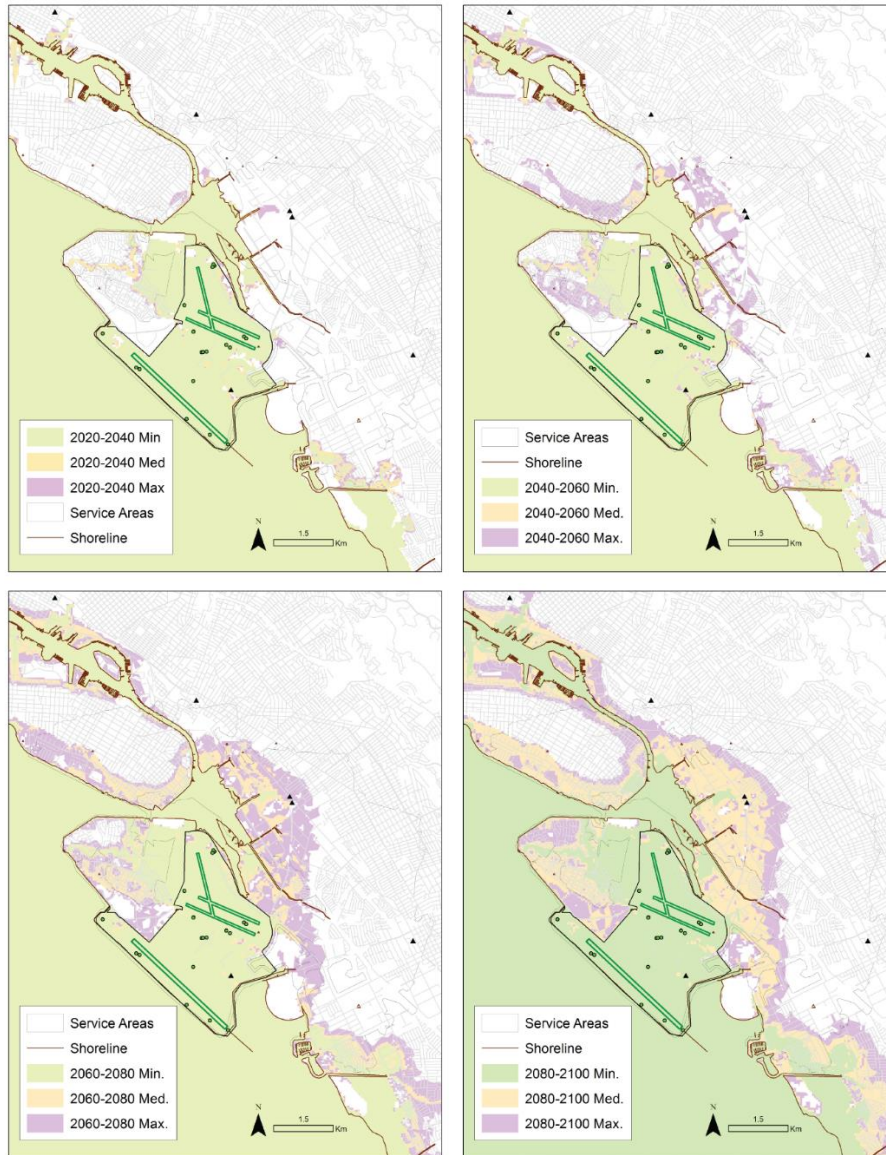 2020-2040 Min
2020-2040 Med
2020-2040 Max
Service Areas
Shoreline
N
1.5
Km
Service Areas
Shoreline
2040-2060 Min.
2040-2060 Med.
2040-2060 Max.
N
1.5
Km
Service Areas
Shoreline
2060-2080 Min.
2060-2080 Med.
2060-2080 Max.
N
1.5
Km
Service Areas
Shoreline
2080-2100 Min.
2080-2100 Med.
2080-2100 Max.
N
1.5
Km